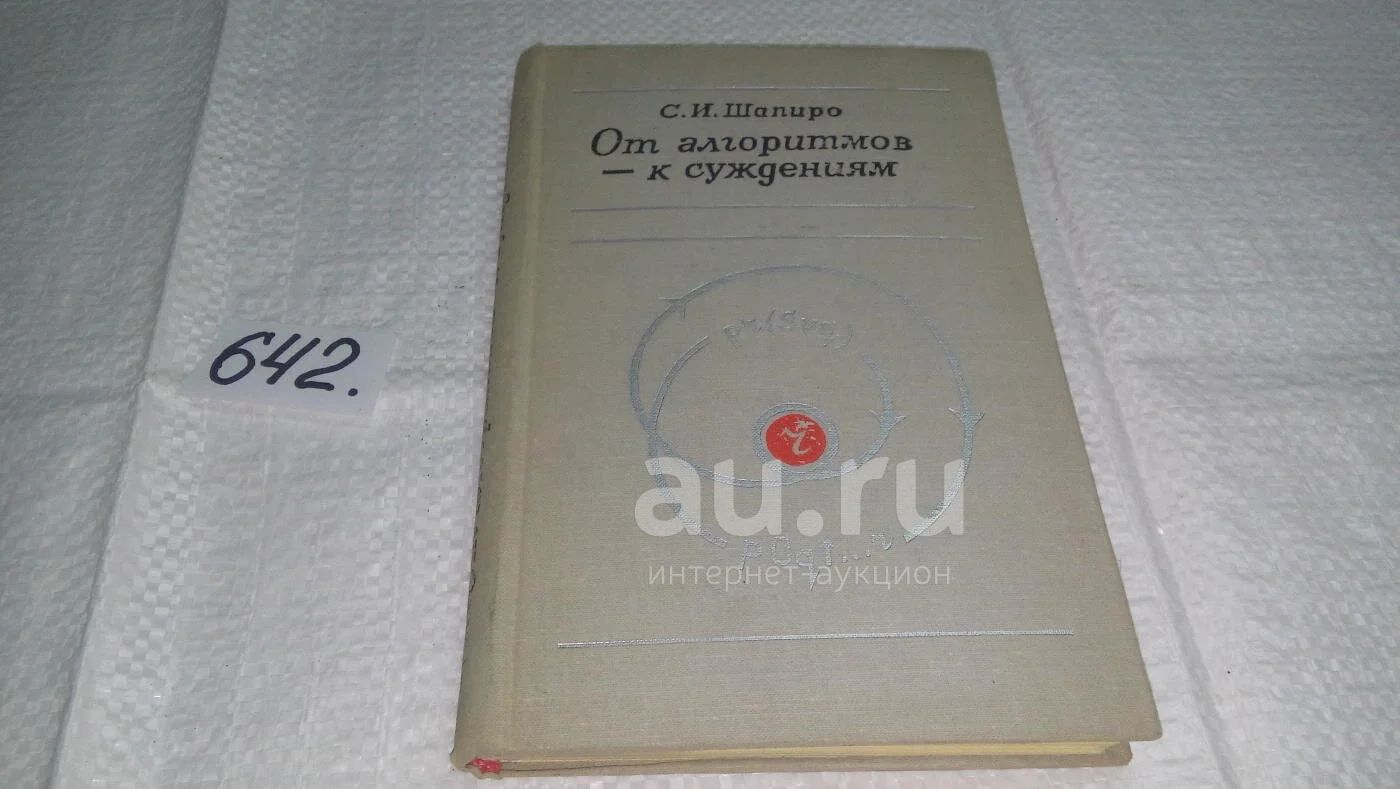 С. И. Шапиро
От алгоритмов
— к суждениям
642.
au.ru
интернет-аукцион